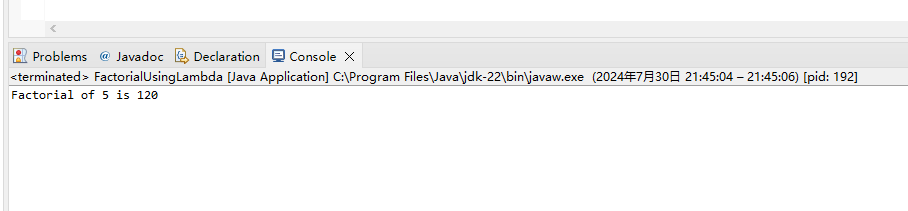 Problems @ Javadoc Declaration Console
<terminated> FactorialUsingLambda [Java Application] C:\Program Files\Java\jdk-22\bin\javaw.exe (2024年7月30日 21:45:04 – 21:45:06) [pid: 192]
Factorial of 5 is 120